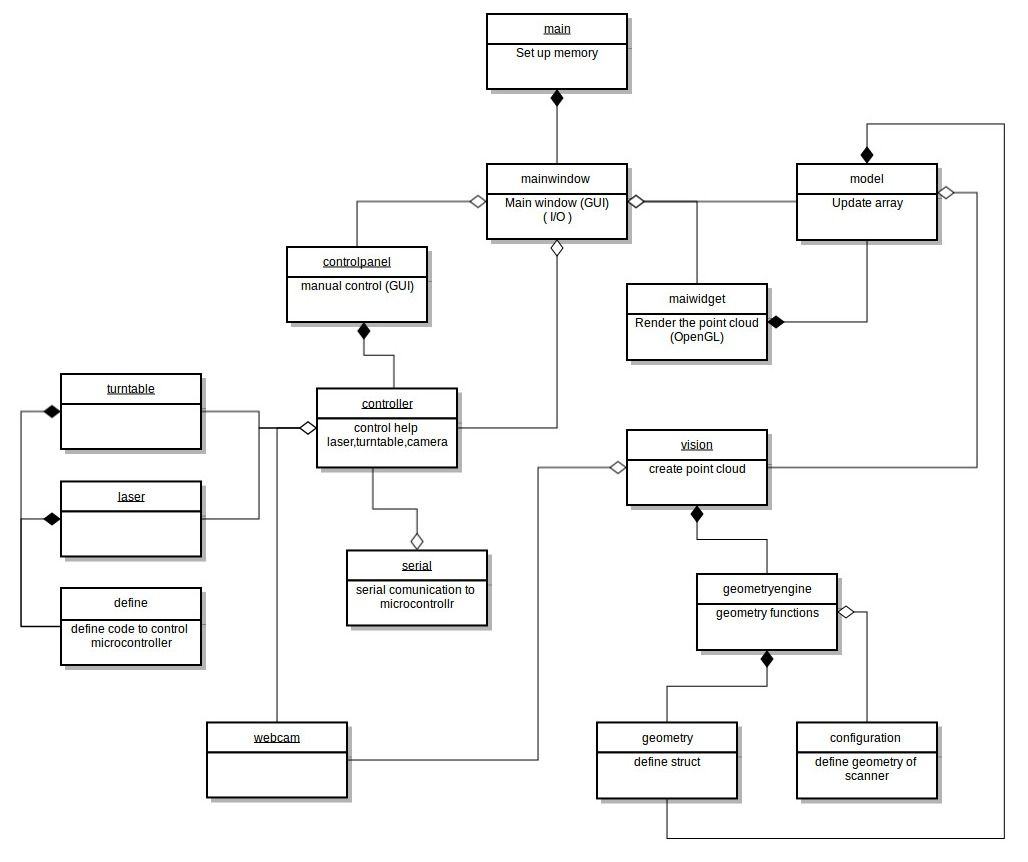 main
Set up memory
mainwindow
Main window (GUI)
( I/O )
model
Update array
controlpanel
manual control (GUI)
maiwidget
Render the point cloud
(OpenGL)
turntable
controller
control help
laser,turntable,camera
vision
create point cloud
laser
serial
serial comunication to
microcontrollr
define
define code to control
microcontroller
geometryengine
geometry functions
webcam
geometry
define struct
configuration
define geometry of
scanner